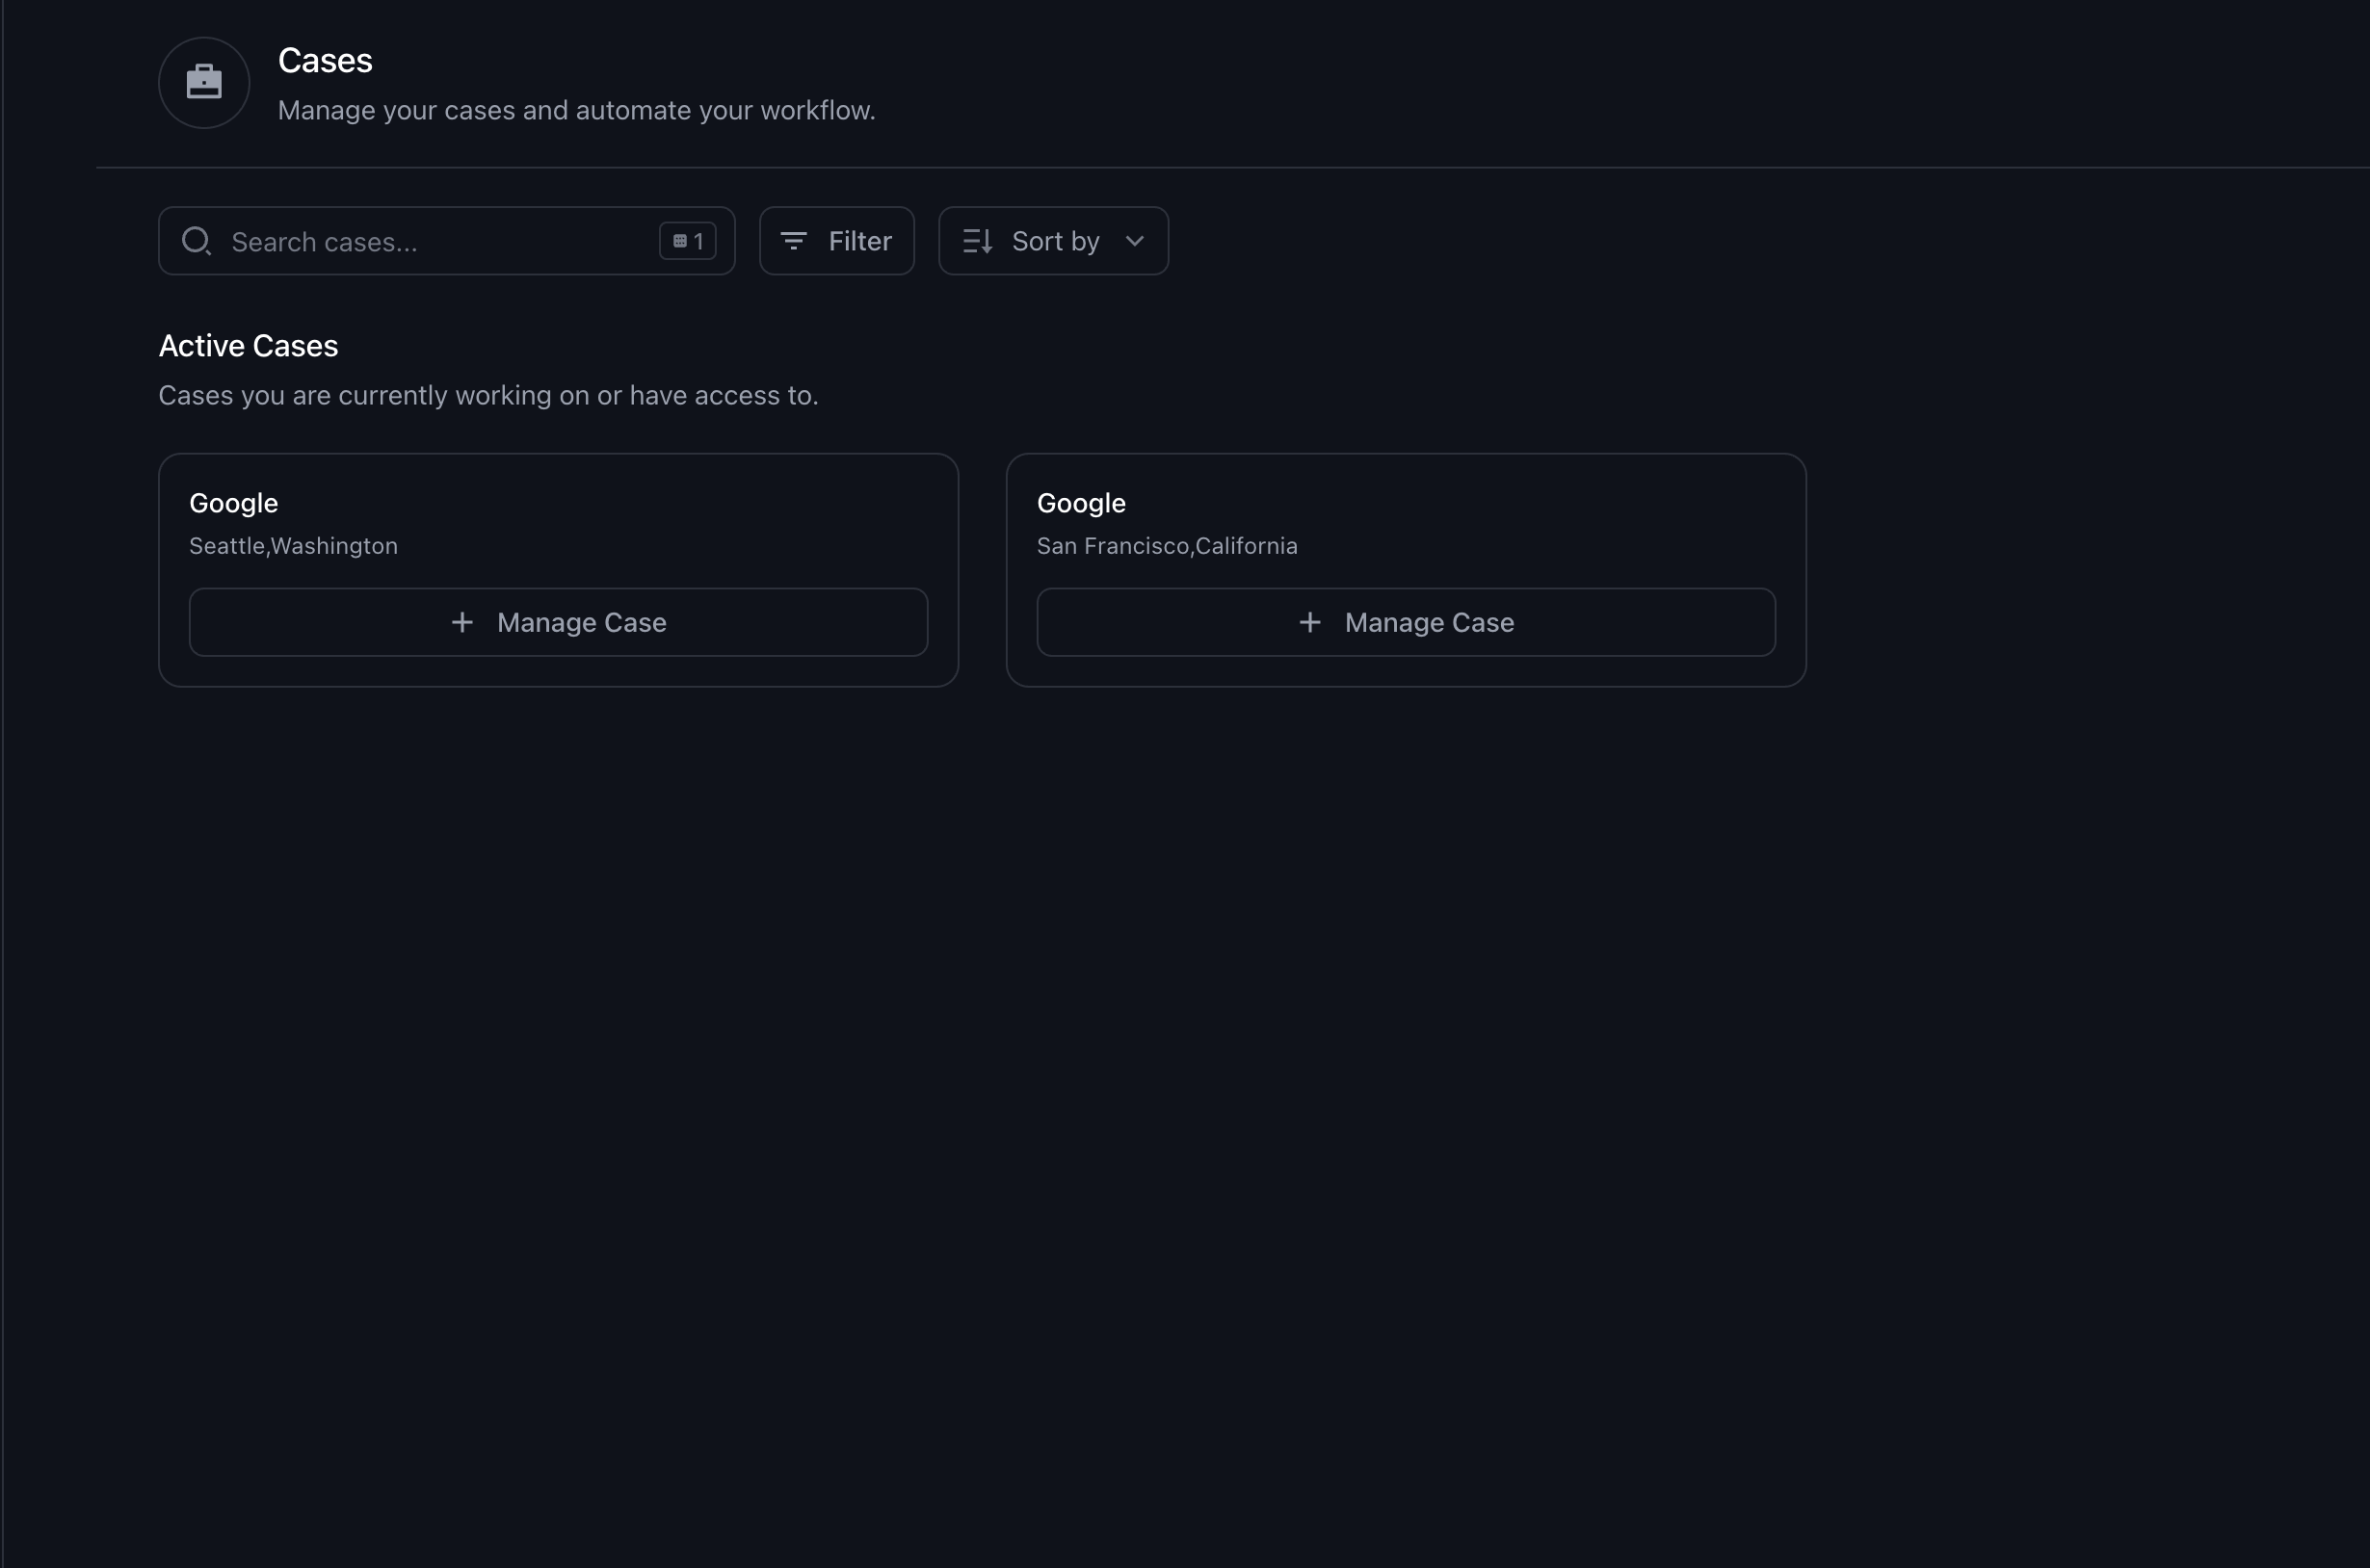 Cases
Manage your cases and automate your workflow.
Search cases...
1
Filter
Sort by
Active Cases
Cases you are currently working on or have access to.
Google
Seattle,Washington
Manage Case
Google
San Francisco,California
Manage Case